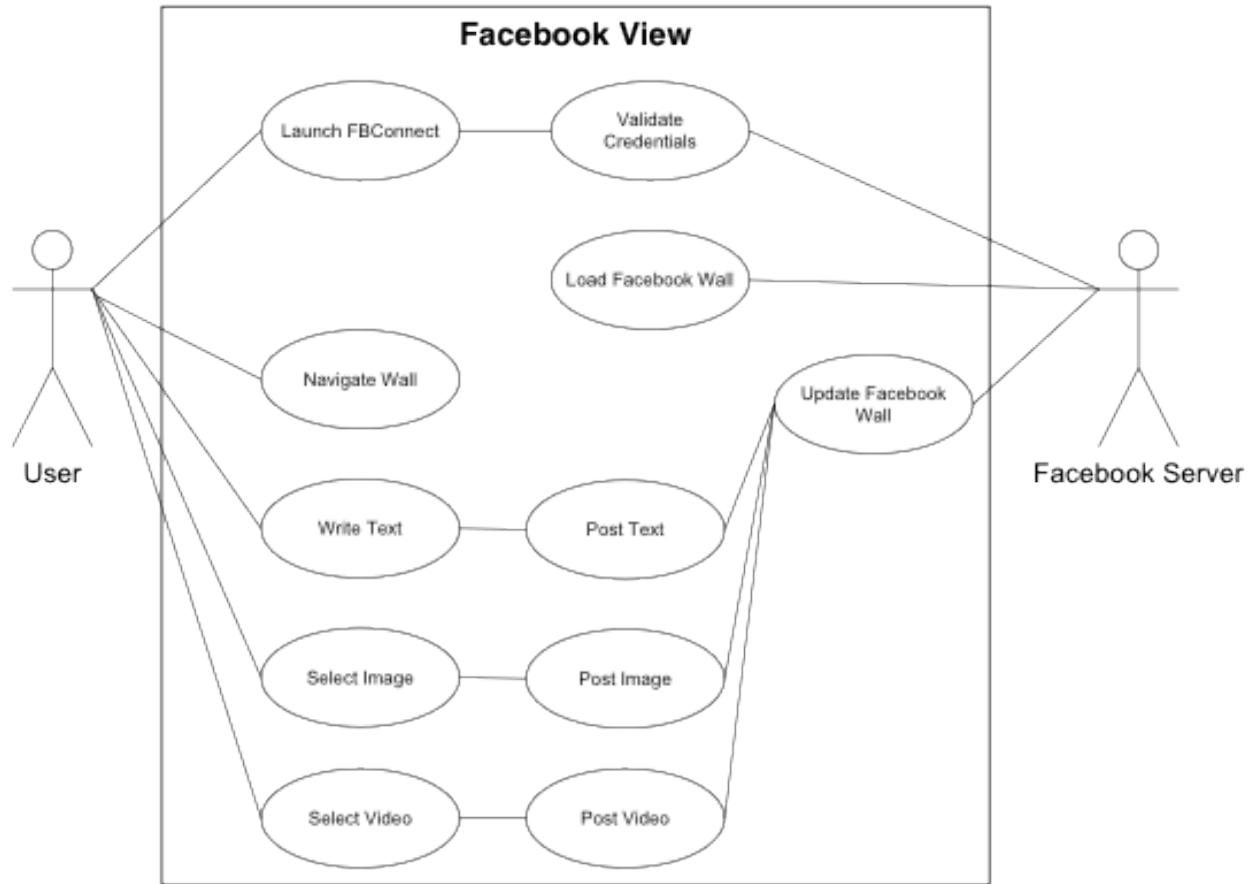 Facebook View
Launch FBConnect
Validate
Credentials
Load Facebook Wall
Navigate Wall
Update Facebook
Wall
User
Facebook Server
Write Text
Post Text
Select Image
Post Image
Select Video
Post Video